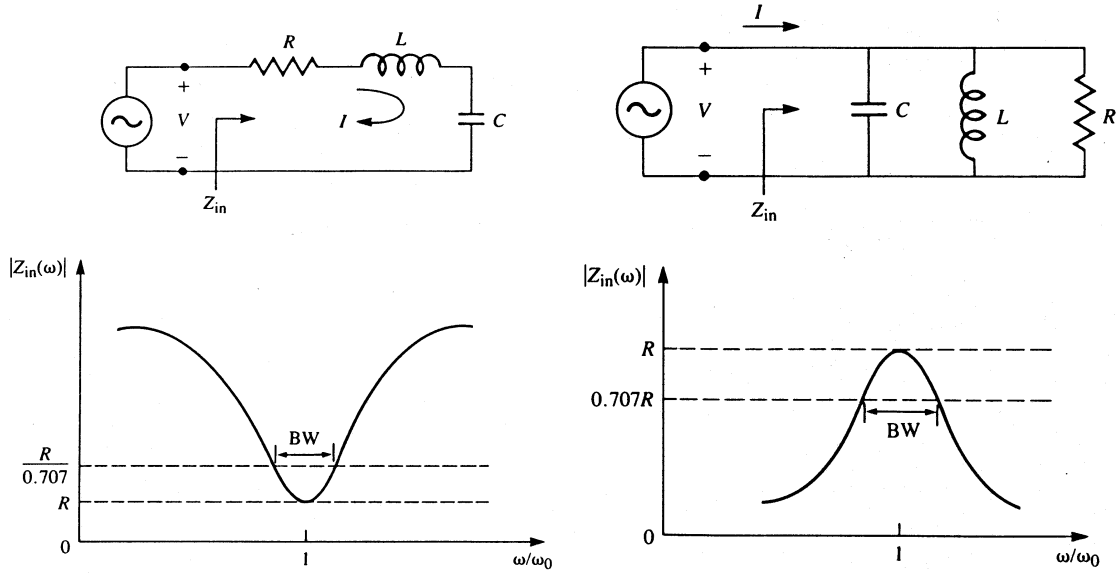 R
L
+
V
−
I
C
Z_in
I
+
V
−
C
L
R
Z_in
|Z_in(ω)|
BW
R
0.707
R
0
1
ω/ω_0
|Z_in(ω)|
R
0.707R
BW
0
1
ω/ω_0